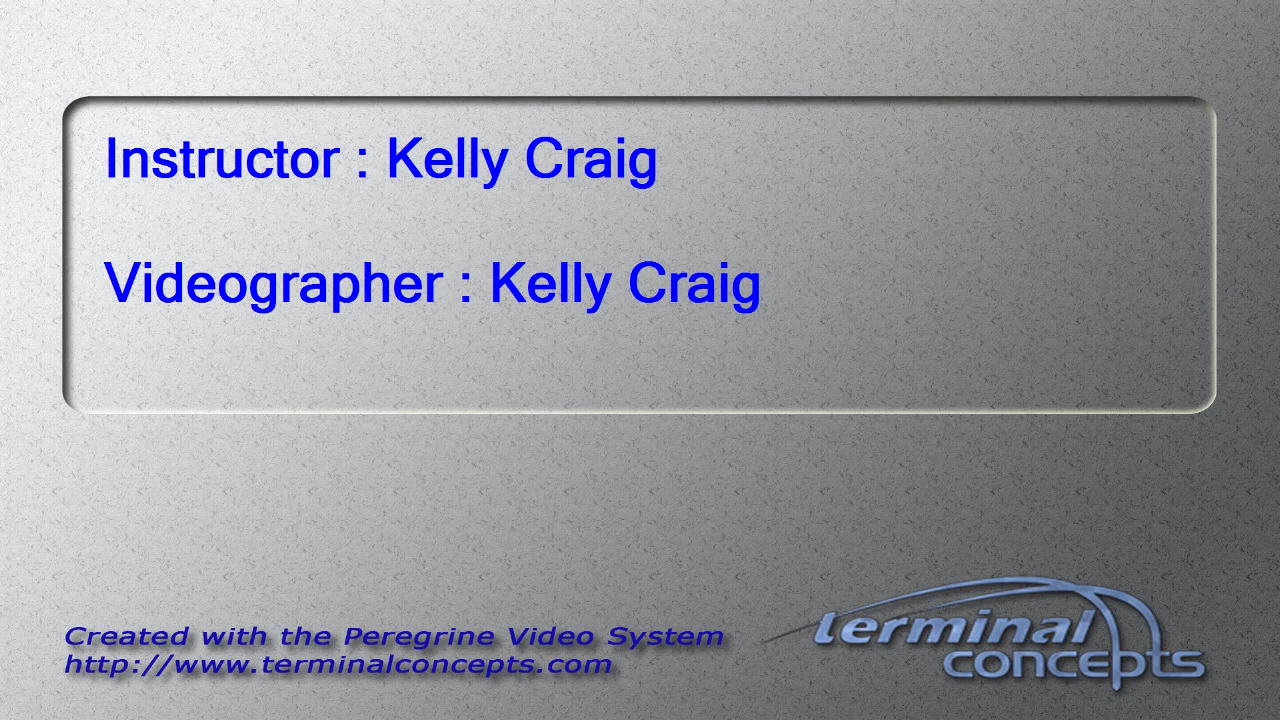 Instructor : Kelly Craig
Videographer : Kelly Craig
Created with the Peregrine Video System
http://www.terminalconcepts.com
terminal
concepts